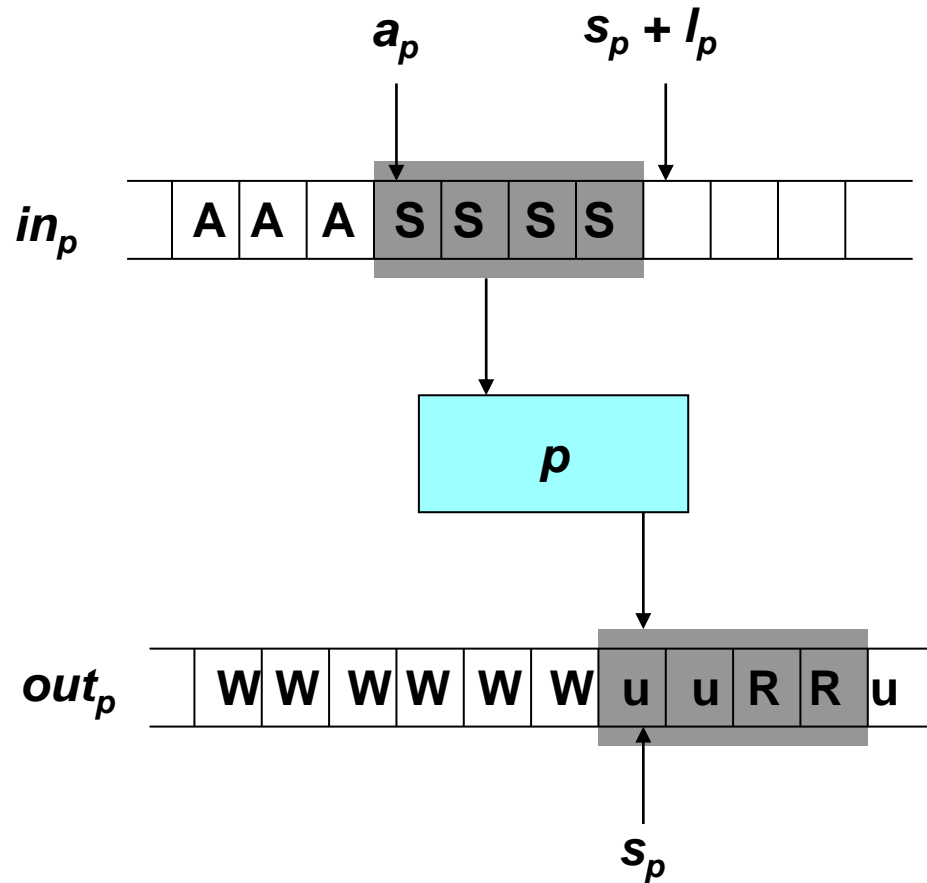 a_p
s_p + l_p
in_p
A A A S S S S
p
out_p
W W W W W W u u R R u
s_p